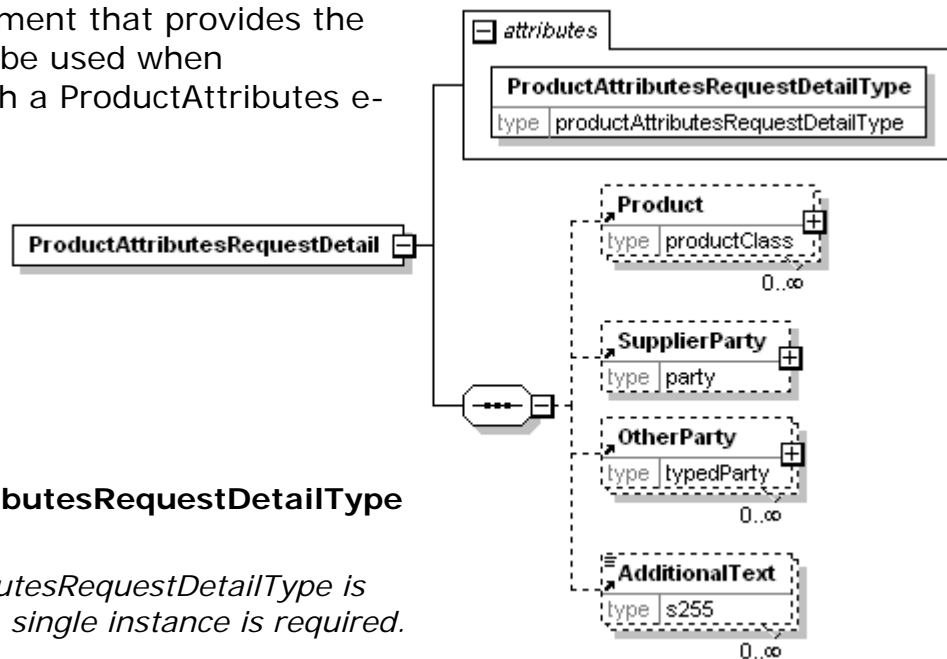 ment that provides the
be used when
h a ProductAttributes e-
attributes
ProductAttributesRequestDetailType
type productAttributesRequestDetailType
ProductAttributesRequestDetail
Product
type productClass
0..∞
SupplierParty
type party
OtherParty
type typedParty
0..∞
AdditionalText
type s255
0..∞
ibutesRequestDetailType
utesRequestDetailType is
single instance is required.